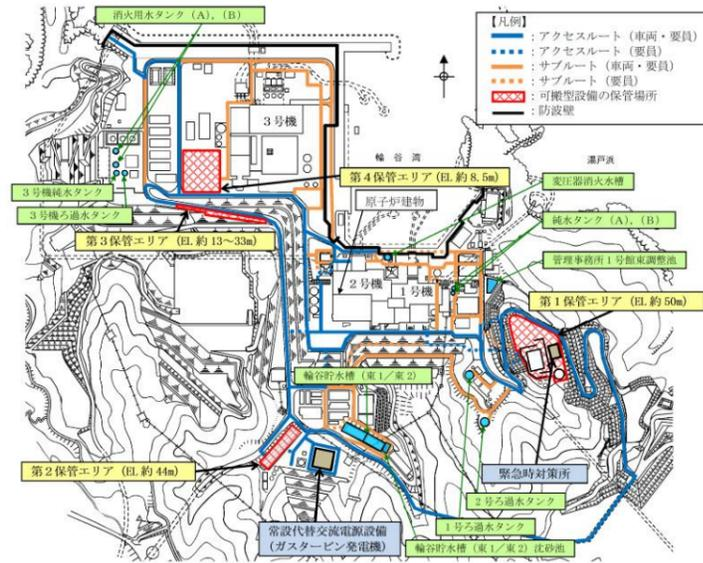 消火用水タンク (A), (B)
【凡例】
：アクセスルート（車両・要員）
：アクセスルート（要員）
：サブルート（車両・要員）
：サブルート（要員）
：可搬型設備の保管場所
：防波壁
3号機
輪谷湾
瀬戸浜
第4保管エリア (EL 約 8.5m)
変圧器消火水槽
3号機純水タンク
3号機ろ過水タンク
原子炉建物
純水タンク (A), (B)
第3保管エリア (EL 約 13～33m)
管理事務所1号館東調整池
2号機
1号機
第1保管エリア (EL 約 50m)
輪谷貯水槽（東1／東2）
第2保管エリア (EL 約 44m)
緊急時対策所
2号ろ過水タンク
常設代替交流電源設備
（ガスタービン発電機）
1号ろ過水タンク
輪谷貯水槽（東1／東2）沈砂池